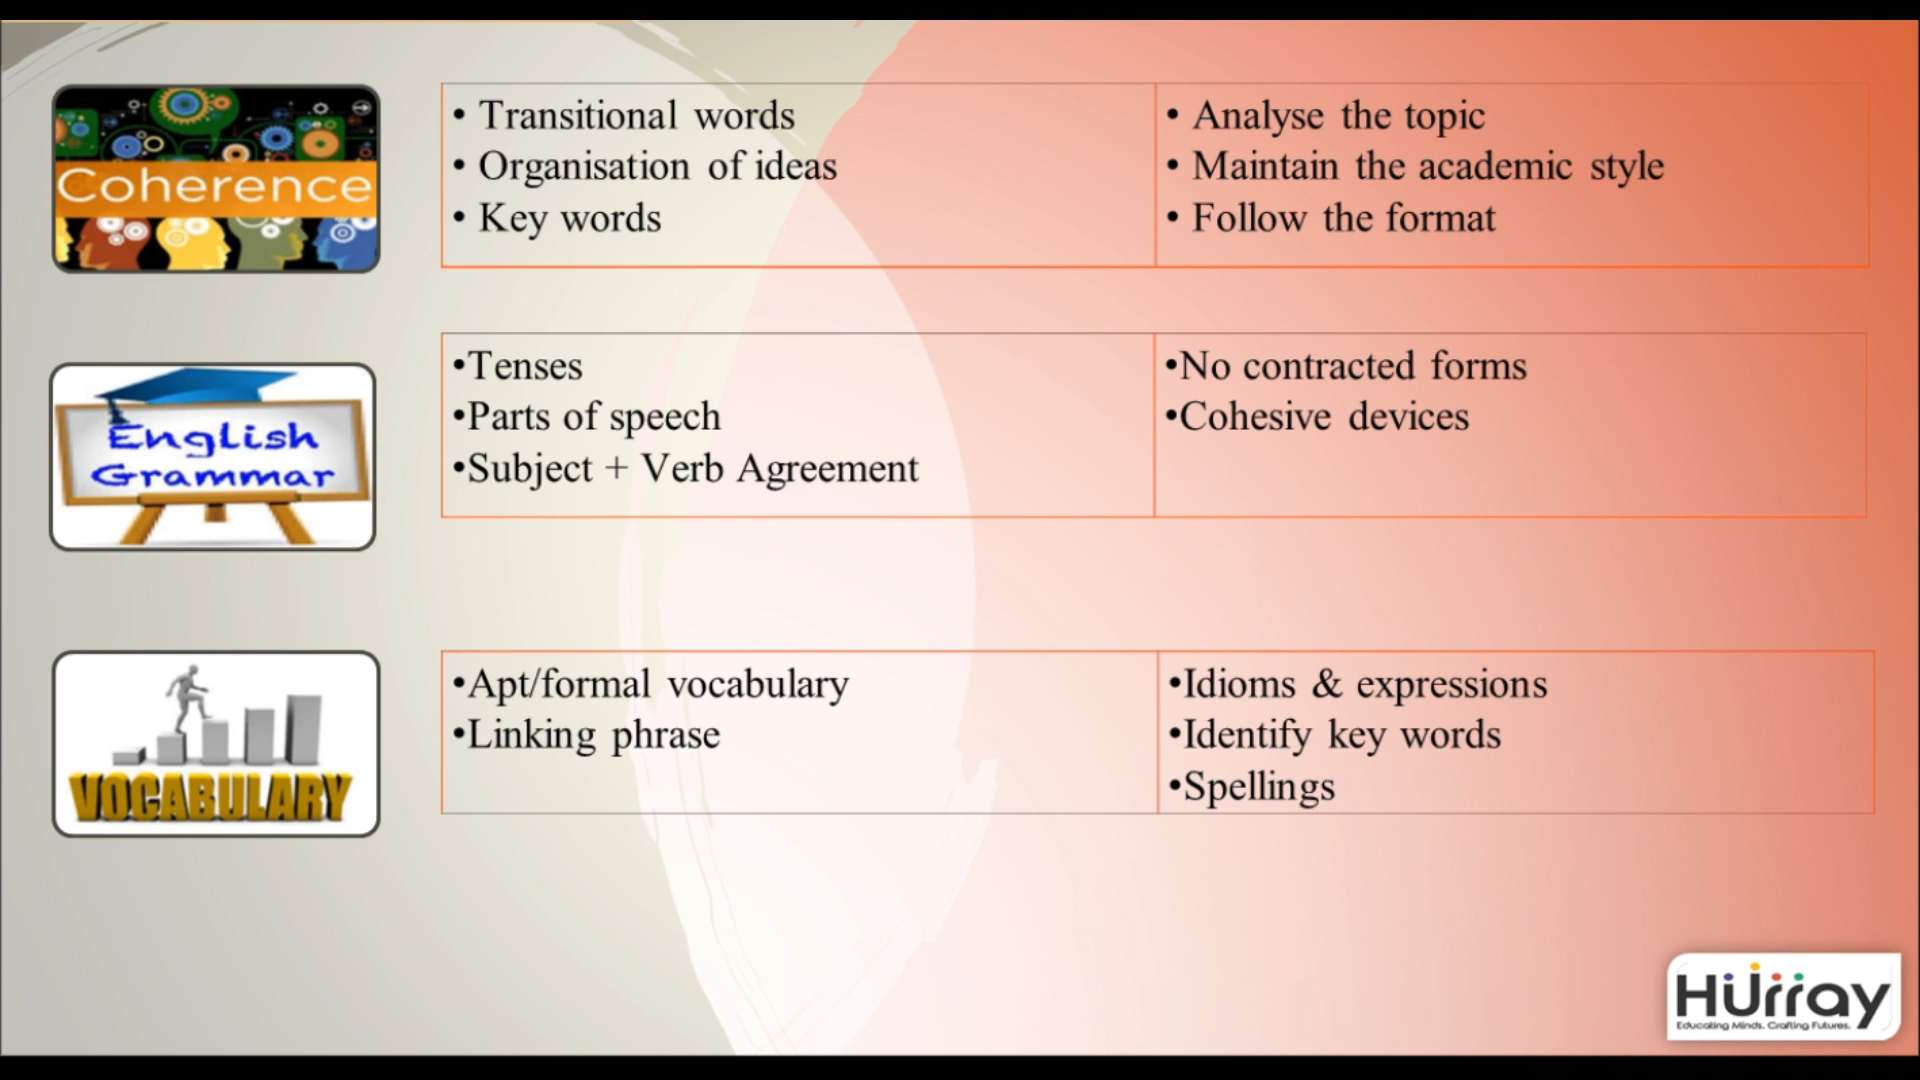 Coherence
• Transitional words
• Organisation of ideas
• Key words
• Analyse the topic
• Maintain the academic style
• Follow the format
English
Grammar
•Tenses
•Parts of speech
•Subject + Verb Agreement
•No contracted forms
•Cohesive devices
VOCABULARY
•Apt/formal vocabulary
•Linking phrase
•Idioms & expressions
•Identify key words
•Spellings
Hurray
Educating Minds. Crafting Futures.